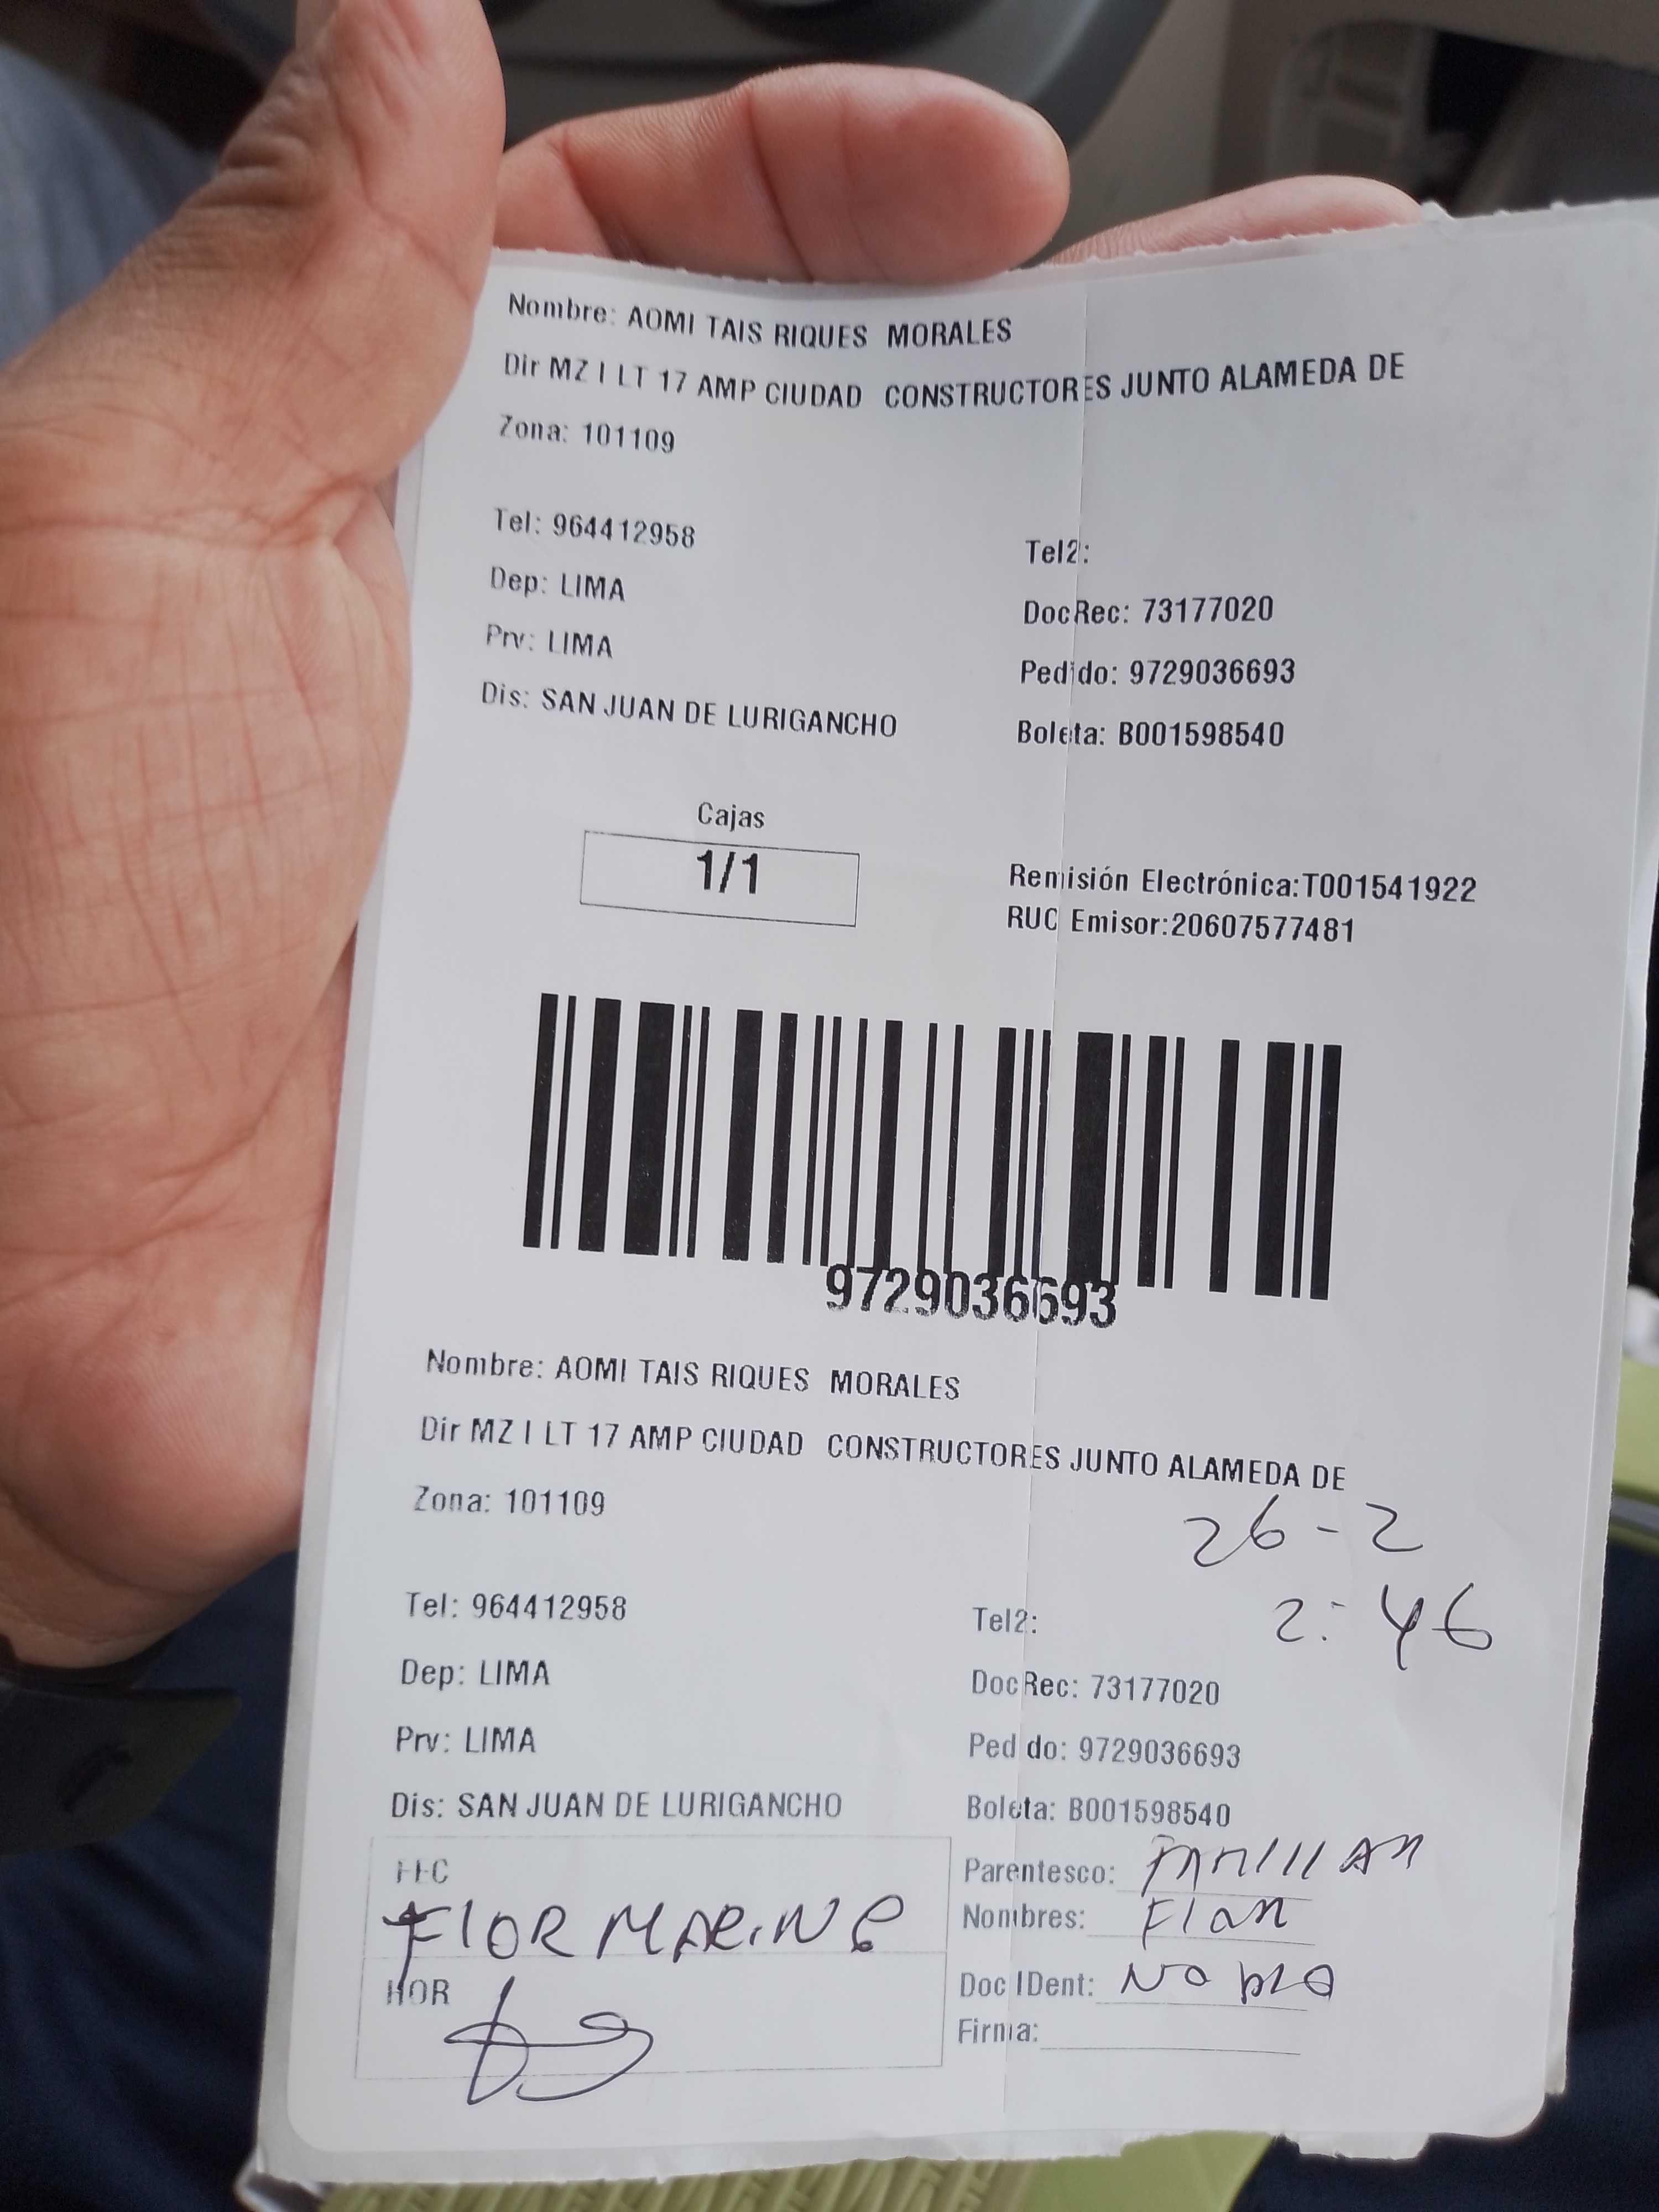 Nombre: AOMI TAIS RIQUES MORALES
Dir MZ I LT 17 AMP CIUDAD CONSTRUCTORES JUNTO ALAMEDA DE
Zona: 101109
Tel: 964412958
Tel2:
Dep: LIMA
DocRec: 73177020
Prv: LIMA
Pedido: 9729036693
Dis: SAN JUAN DE LURIGANCHO
Boleta: B001598540
Cajas
1/1
Remisión Electrónica:T001541922
RUC Emisor:20607577481
9729036693
Nombre: AOMI TAIS RIQUES MORALES
Dir MZ I LT 17 AMP CIUDAD CONSTRUCTORES JUNTO ALAMEDA DE
Zona: 101109
26-2
2:46
Tel: 964412958
Tel2:
Dep: LIMA
DocRec: 73177020
Prv: LIMA
Pedido: 9729036693
Dis: SAN JUAN DE LURIGANCHO
Boleta: B001598540
FEC
Parentesco: FAMILIAR
FLOR
Nombres: Flor
HOR
Doc IDent: NO DIO
Firma: